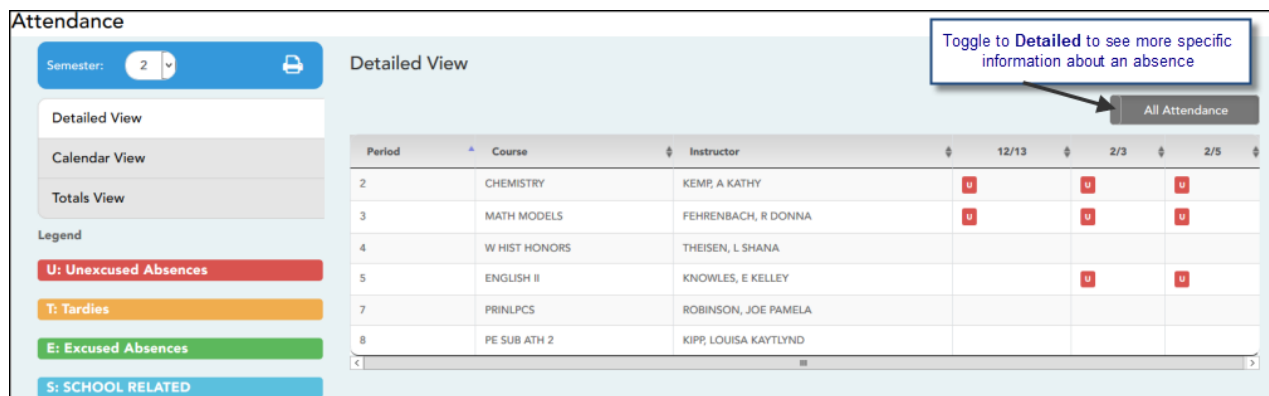 Attendance
Toggle to Detailed to see more specific
information about an absence
Semester: 2
Detailed View
All Attendance
Detailed View
Calendar View
Totals View
Legend
U: Unexcused Absences
T: Tardies
E: Excused Absences
S: SCHOOL RELATED
Period Course Instructor 12/13 2/3 2/5
2 CHEMISTRY KEMP, A KATHY U U U
3 MATH MODELS FEHRENBACH, R DONNA U U U
4 W HIST HONORS THEISEN, L SHANA
5 ENGLISH II KNOWLES, E KELLEY U U
7 PRINLPCS ROBINSON, JOE PAMELA
8 PE SUB ATH 2 KIPP, LOUISA KAYTLYND